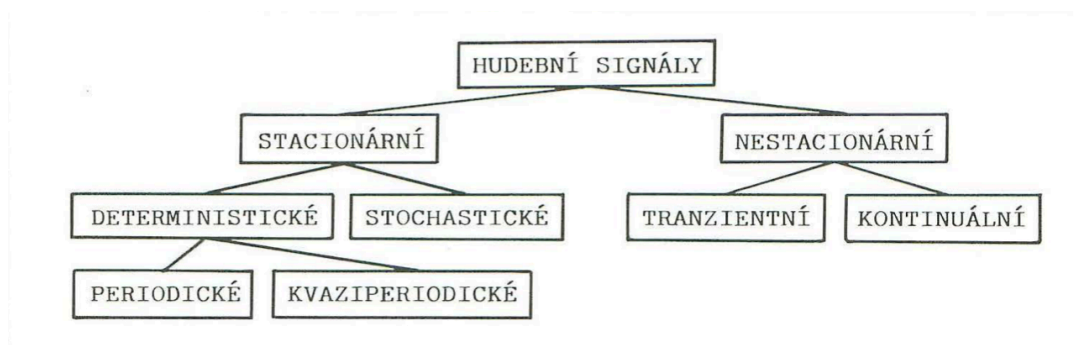 HUDEBNÍ SIGNÁLY
STACIONÁRNÍ NESTACIONÁRNÍ
DETERMINISTICKÉ STOCHASTICKÉ TRANZIENTNÍ KONTINUÁLNÍ
PERIODICKÉ KVAZIPERIODICKÉ